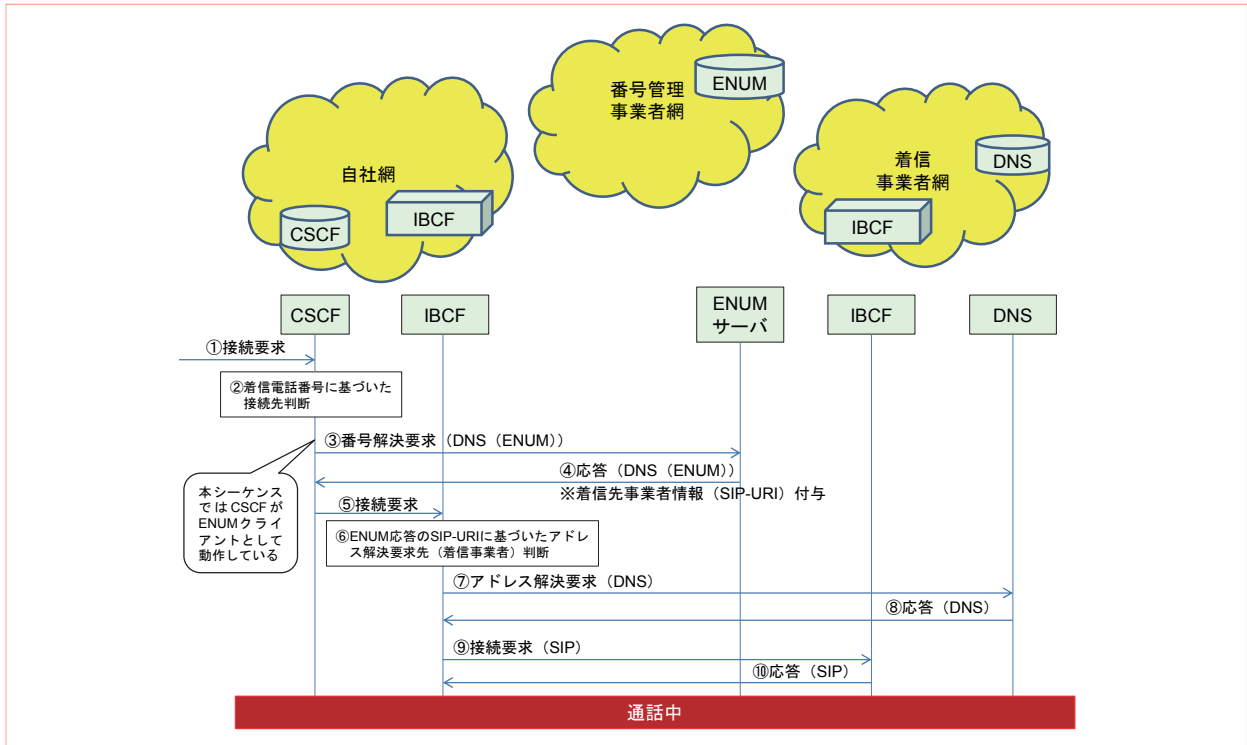 番号管理
事業者網
ENUM
自社網
CSCF
IBCF
着信
事業者網
DNS
IBCF
CSCF
IBCF
ENUM
サーバ
IBCF
DNS
①接続要求
②着信電話番号に基づいた
接続先判断
③番号解決要求（DNS（ENUM））
④応答（DNS（ENUM））
※着信先事業者情報（SIP-URI）付与
本シーケンス
ではCSCFが
ENUMクライ
アントとして
動作している
⑤接続要求
⑥ENUM応答のSIP-URIに基づいたアドレ
ス解決要求先（着信事業者）判断
⑦アドレス解決要求（DNS）
⑧応答（DNS）
⑨接続要求（SIP）
⑩応答（SIP）
通話中